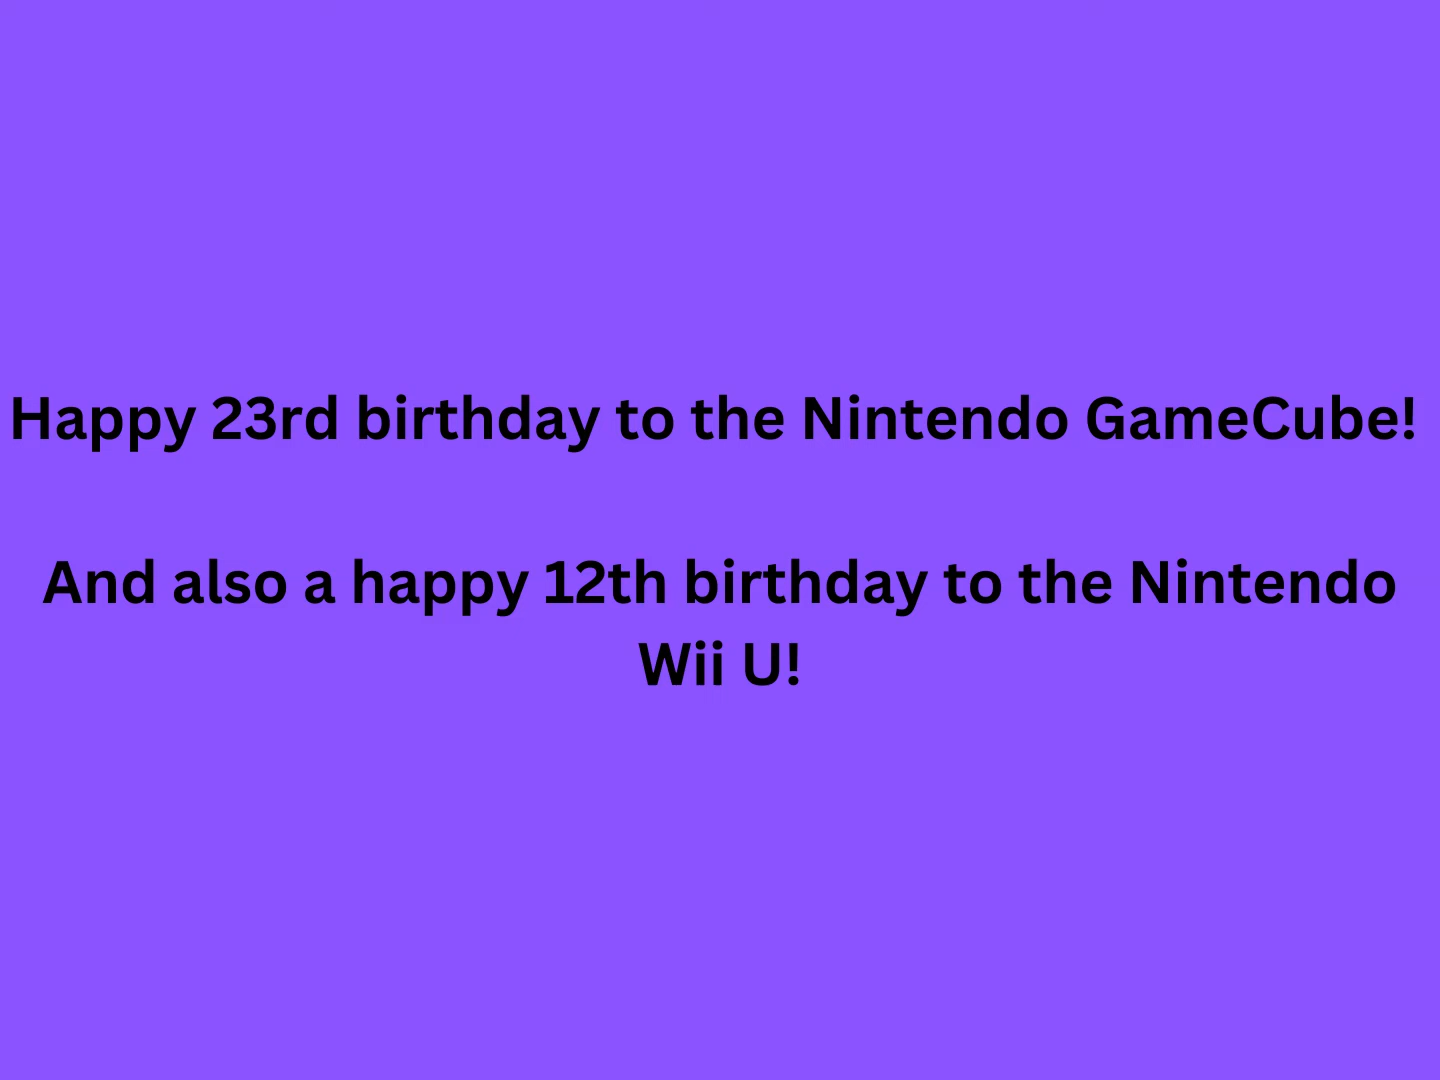 Happy 23rd birthday to the Nintendo GameCube!
And also a happy 12th birthday to the Nintendo
Wii U!